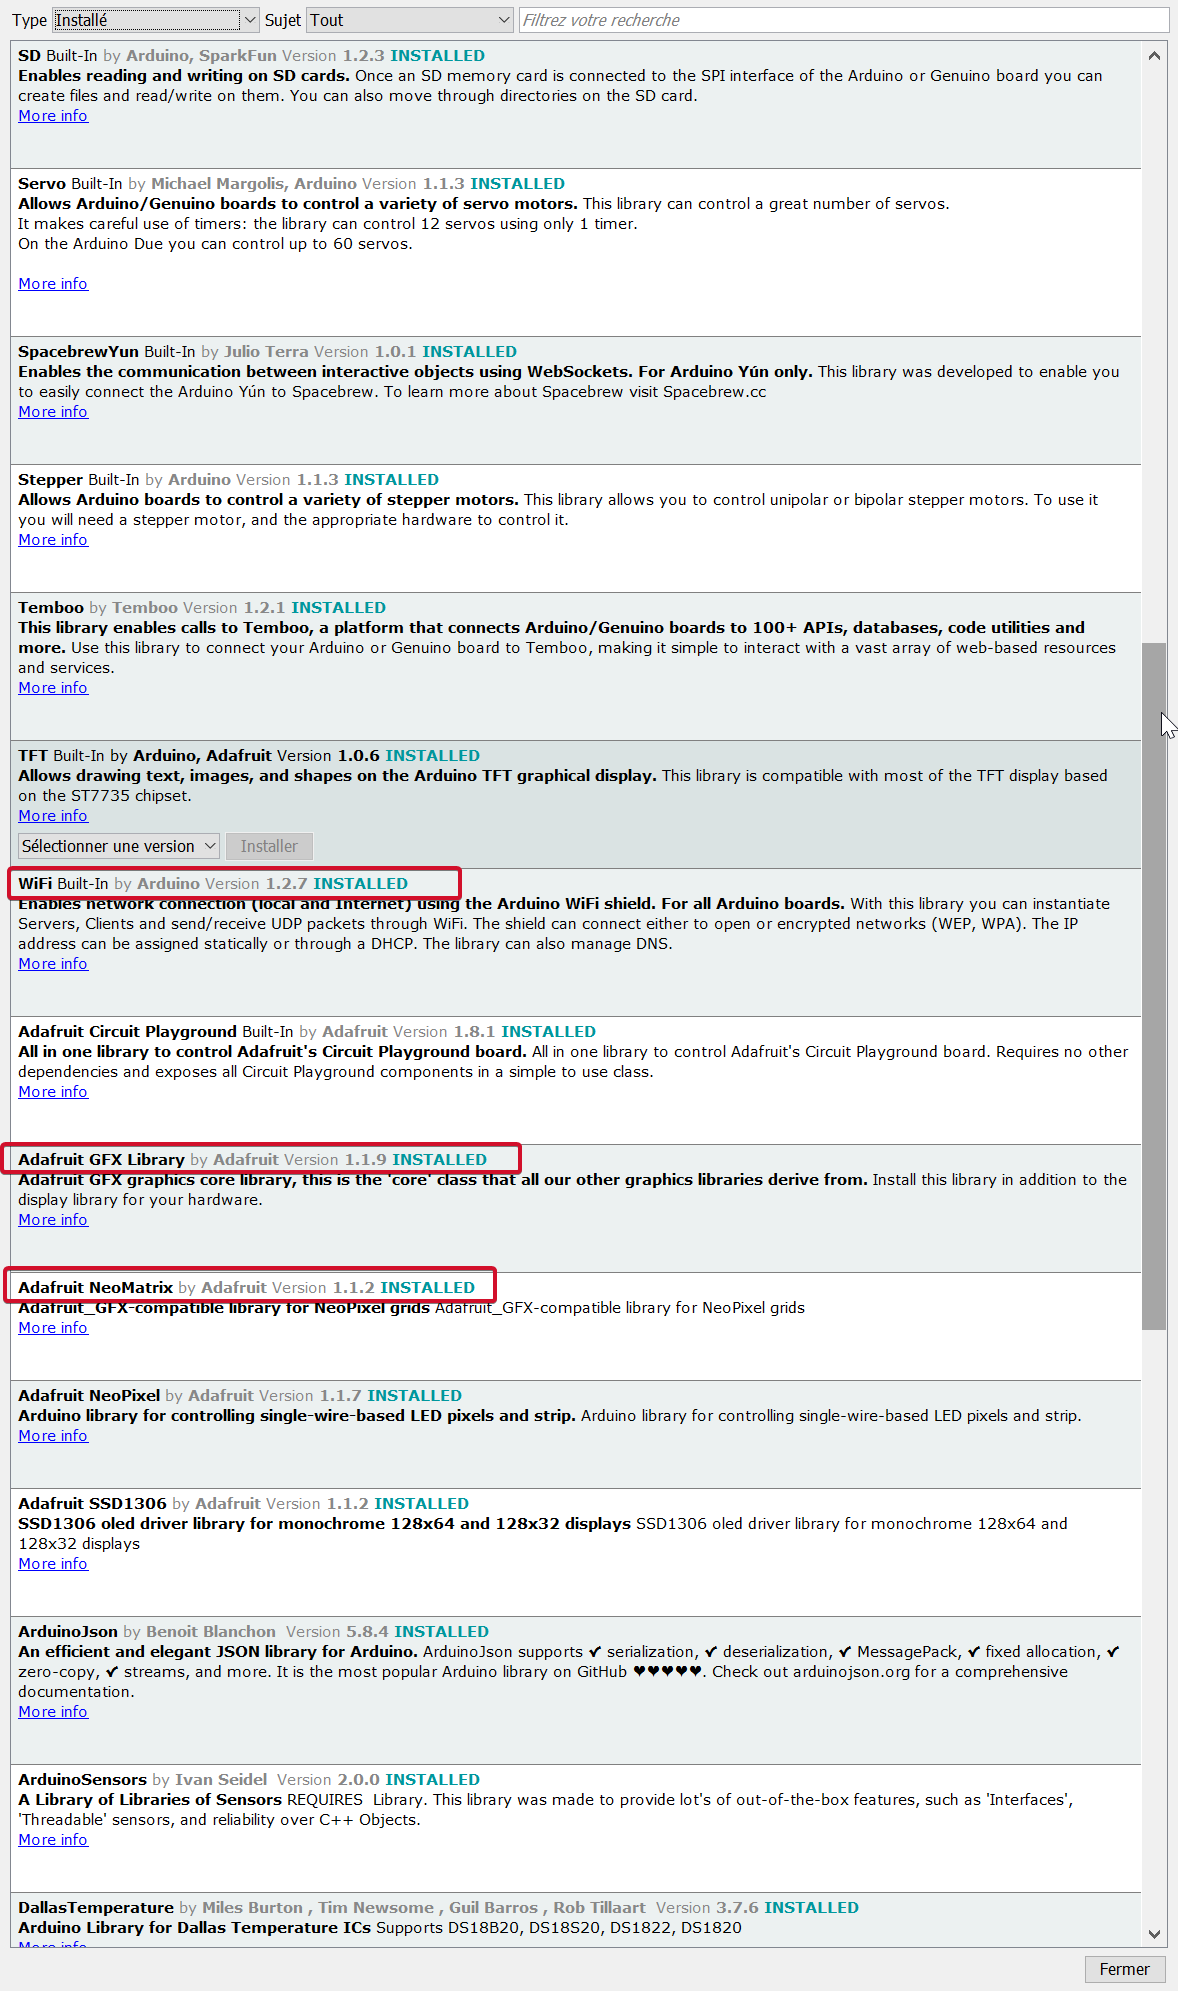 Type Installé Sujet Tout Filtrez votre recherche
SD Built-In by Arduino, SparkFun Version 1.2.3 INSTALLED
Enables reading and writing on SD cards. Once an SD memory card is connected to the SPI interface of the Arduino or Genuino board you can
create files and read/write on them. You can also move through directories on the SD card.
More info
Servo Built-In by Michael Margolis, Arduino Version 1.1.3 INSTALLED
Allows Arduino/Genuino boards to control a variety of servo motors. This library can control a great number of servos.
It makes careful use of timers: the library can control 12 servos using only 1 timer.
On the Arduino Due you can control up to 60 servos.
More info
SpacebrewYun Built-In by Julio Terra Version 1.0.1 INSTALLED
Enables the communication between interactive objects using WebSockets. For Arduino Yún only. This library was developed to enable you
to easily connect the Arduino Yún to Spacebrew. To learn more about Spacebrew visit Spacebrew.cc
More info
Stepper Built-In by Arduino Version 1.1.3 INSTALLED
Allows Arduino boards to control a variety of stepper motors. This library allows you to control unipolar or bipolar stepper motors. To use it
you will need a stepper motor, and the appropriate hardware to control it.
More info
Temboo by Temboo Version 1.2.1 INSTALLED
This library enables calls to Temboo, a platform that connects Arduino/Genuino boards to 100+ APIs, databases, code utilities and
more. Use this library to connect your Arduino or Genuino board to Temboo, making it simple to interact with a vast array of web-based resources
and services.
More info
TFT Built-In by Arduino, Adafruit Version 1.0.6 INSTALLED
Allows drawing text, images, and shapes on the Arduino TFT graphical display. This library is compatible with most of the TFT display based
on the ST7735 chipset.
More info
Sélectionner une version Installer
WiFi Built-In by Arduino Version 1.2.7 INSTALLED
Enables network connection (local and Internet) using the Arduino WiFi shield. For all Arduino boards. With this library you can instantiate
Servers, Clients and send/receive UDP packets through WiFi. The shield can connect either to open or encrypted networks (WEP, WPA). The IP
address can be assigned statically or through a DHCP. The library can also manage DNS.
More info
Adafruit Circuit Playground Built-In by Adafruit Version 1.8.1 INSTALLED
All in one library to control Adafruit's Circuit Playground board. All in one library to control Adafruit's Circuit Playground board. Requires no other
dependencies and exposes all Circuit Playground components in a simple to use class.
More info
Adafruit GFX Library by Adafruit Version 1.1.9 INSTALLED
Adafruit GFX graphics core library, this is the 'core' class that all our other graphics libraries derive from. Install this library in addition to the
display library for your hardware.
More info
Adafruit NeoMatrix by Adafruit Version 1.1.2 INSTALLED
Adafruit_GFX-compatible library for NeoPixel grids Adafruit_GFX-compatible library for NeoPixel grids
More info
Adafruit NeoPixel by Adafruit Version 1.1.7 INSTALLED
Arduino library for controlling single-wire-based LED pixels and strip. Arduino library for controlling single-wire-based LED pixels and strip.
More info
Adafruit SSD1306 by Adafruit Version 1.1.2 INSTALLED
SSD1306 oled driver library for monochrome 128x64 and 128x32 displays SSD1306 oled driver library for monochrome 128x64 and
128x32 displays
More info
ArduinoJson by Benoit Blanchon Version 5.8.4 INSTALLED
An efficient and elegant JSON library for Arduino. ArduinoJson supports ✔ serialization, ✔ deserialization, ✔ MessagePack, ✔ fixed allocation, ✔
zero-copy, ✔ streams, and more. It is the most popular Arduino library on GitHub ♥♥♥♥♥. Check out arduinojson.org for a comprehensive
documentation.
More info
ArduinoSensors by Ivan Seidel Version 2.0.0 INSTALLED
A Library of Libraries of Sensors REQUIRES Library. This library was made to provide lot's of out-of-the-box features, such as 'Interfaces',
'Threadable' sensors, and reliability over C++ Objects.
More info
DallasTemperature by Miles Burton , Tim Newsome , Guil Barros , Rob Tillaart Version 3.7.6 INSTALLED
Arduino Library for Dallas Temperature ICs Supports DS18B20, DS18S20, DS1822, DS1820
More info
Fermer